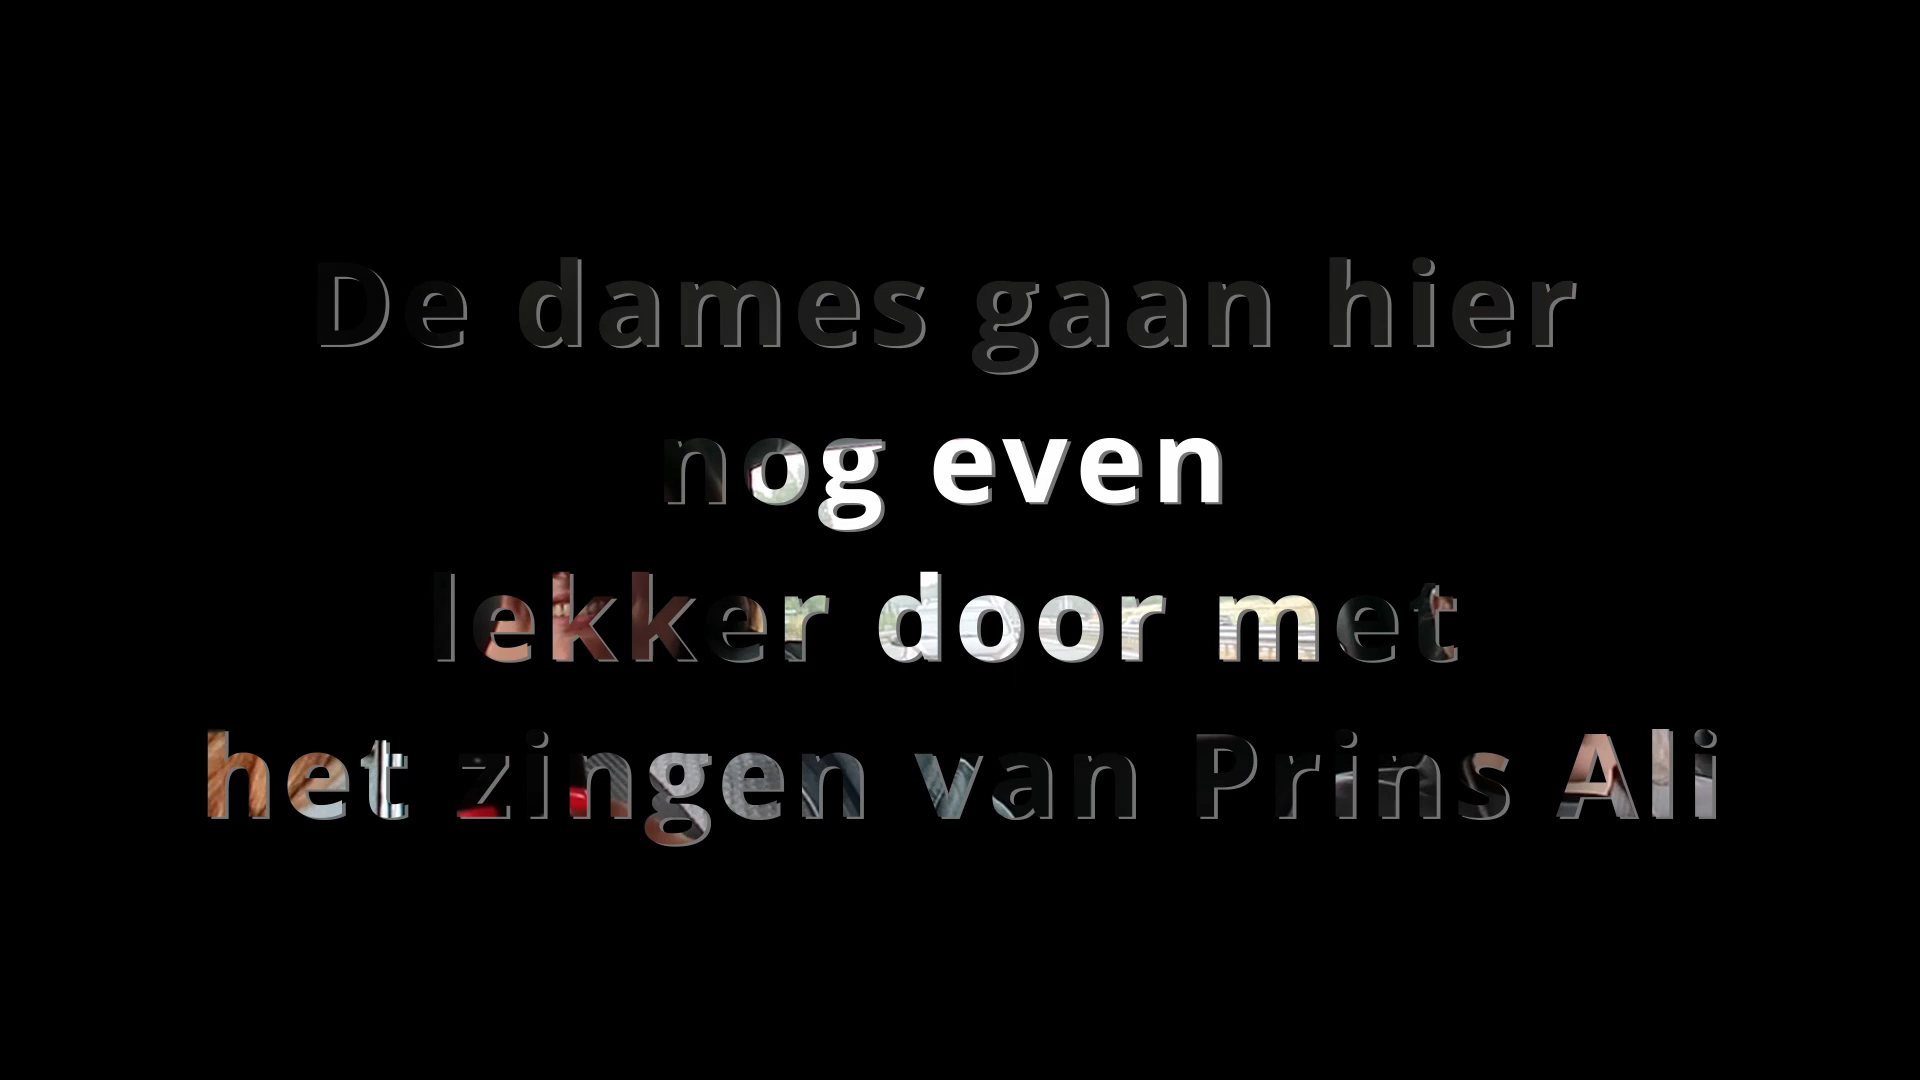 De dames gaan hier
nog even
lekker door met
het zingen van Prins Ali